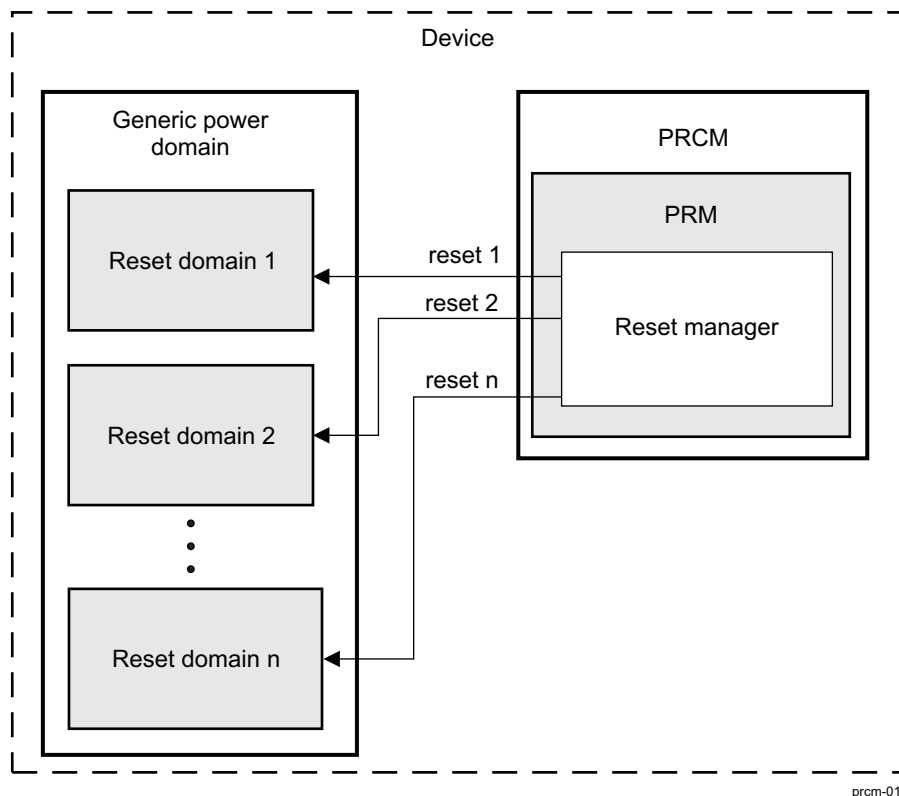 Device
Generic power
domain
PRCM
PRM
Reset domain 1
reset 1
reset 2
Reset manager
reset n
Reset domain 2
Reset domain n
prcm-01